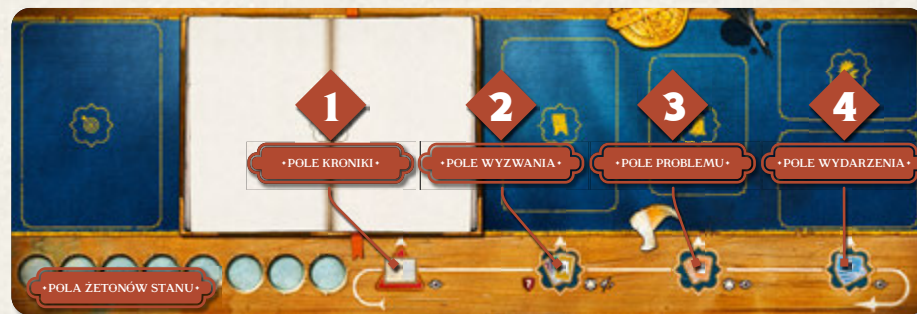 1
2
3
4
POLE KRONIKI
POLE WYZWANIA
POLE PROBLEMU
POLE WYDARZENIA
POLA ŻETONÓW STANU